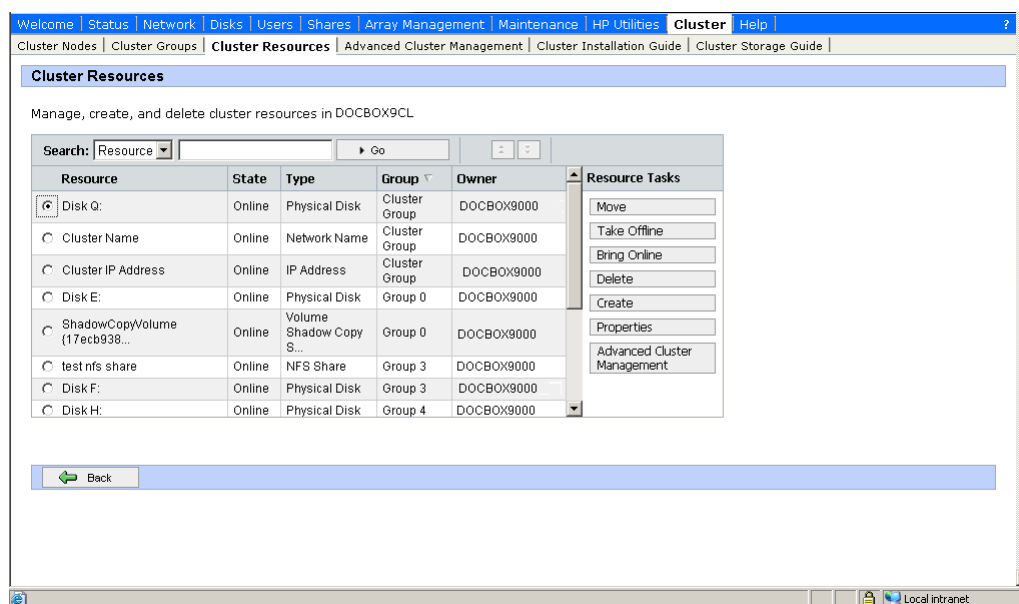 Welcome | Status | Network | Disks | Users | Shares | Array Management | Maintenance | HP Utilities | Cluster | Help | ?
Cluster Nodes | Cluster Groups | Cluster Resources | Advanced Cluster Management | Cluster Installation Guide | Cluster Storage Guide |
Cluster Resources
Manage, create, and delete cluster resources in DOCBOX9CL
Search: Resource Go
Resource State Type Group Owner Resource Tasks
Disk Q: Online Physical Disk Cluster Group DOCBOX9000
Cluster Name Online Network Name Cluster Group DOCBOX9000
Cluster IP Address Online IP Address Cluster Group DOCBOX9000
Disk E: Online Physical Disk Group 0 DOCBOX9000
ShadowCopyVolume {17ecb938... Online Volume Shadow Copy S... Group 0 DOCBOX9000
test nfs share Online NFS Share Group 3 DOCBOX9000
Disk F: Online Physical Disk Group 3 DOCBOX9000
Disk H: Online Physical Disk Group 4 DOCBOX9000
Move
Take Offline
Bring Online
Delete
Create
Properties
Advanced Cluster
Management
Back
Local intranet